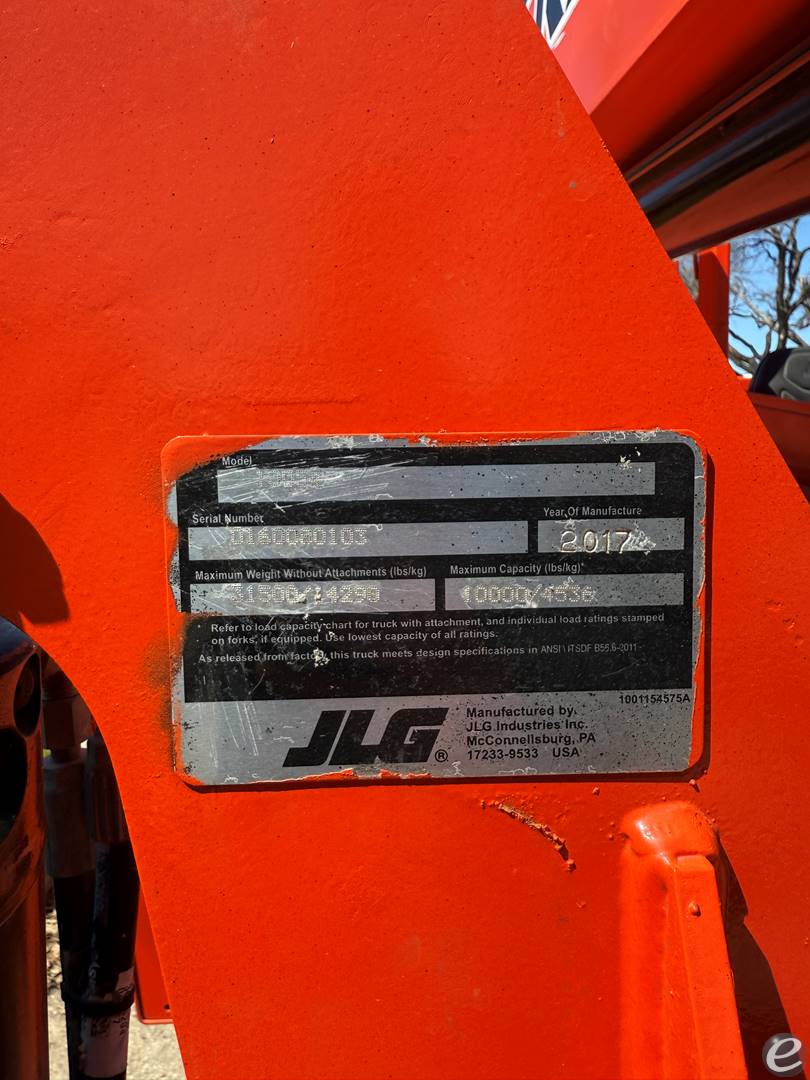 Model
Serial Number
0160080103
Year Of Manufacture
2017
Maximum Weight Without Attachments (lbs/kg)
Maximum Capacity (lbs/kg)*
31500/14290
10000/4536
Refer to load capacity chart for truck with attachment, and individual load ratings stamped
on forks, if equipped. Use lowest capacity of all ratings.
As released from factory this truck meets design specifications in ANSI \ ITSDF B56.6-2011
1001154575A
JLG®
Manufactured by
JLG Industries Inc.
McConnellsburg, PA
17233-9533 USA
e